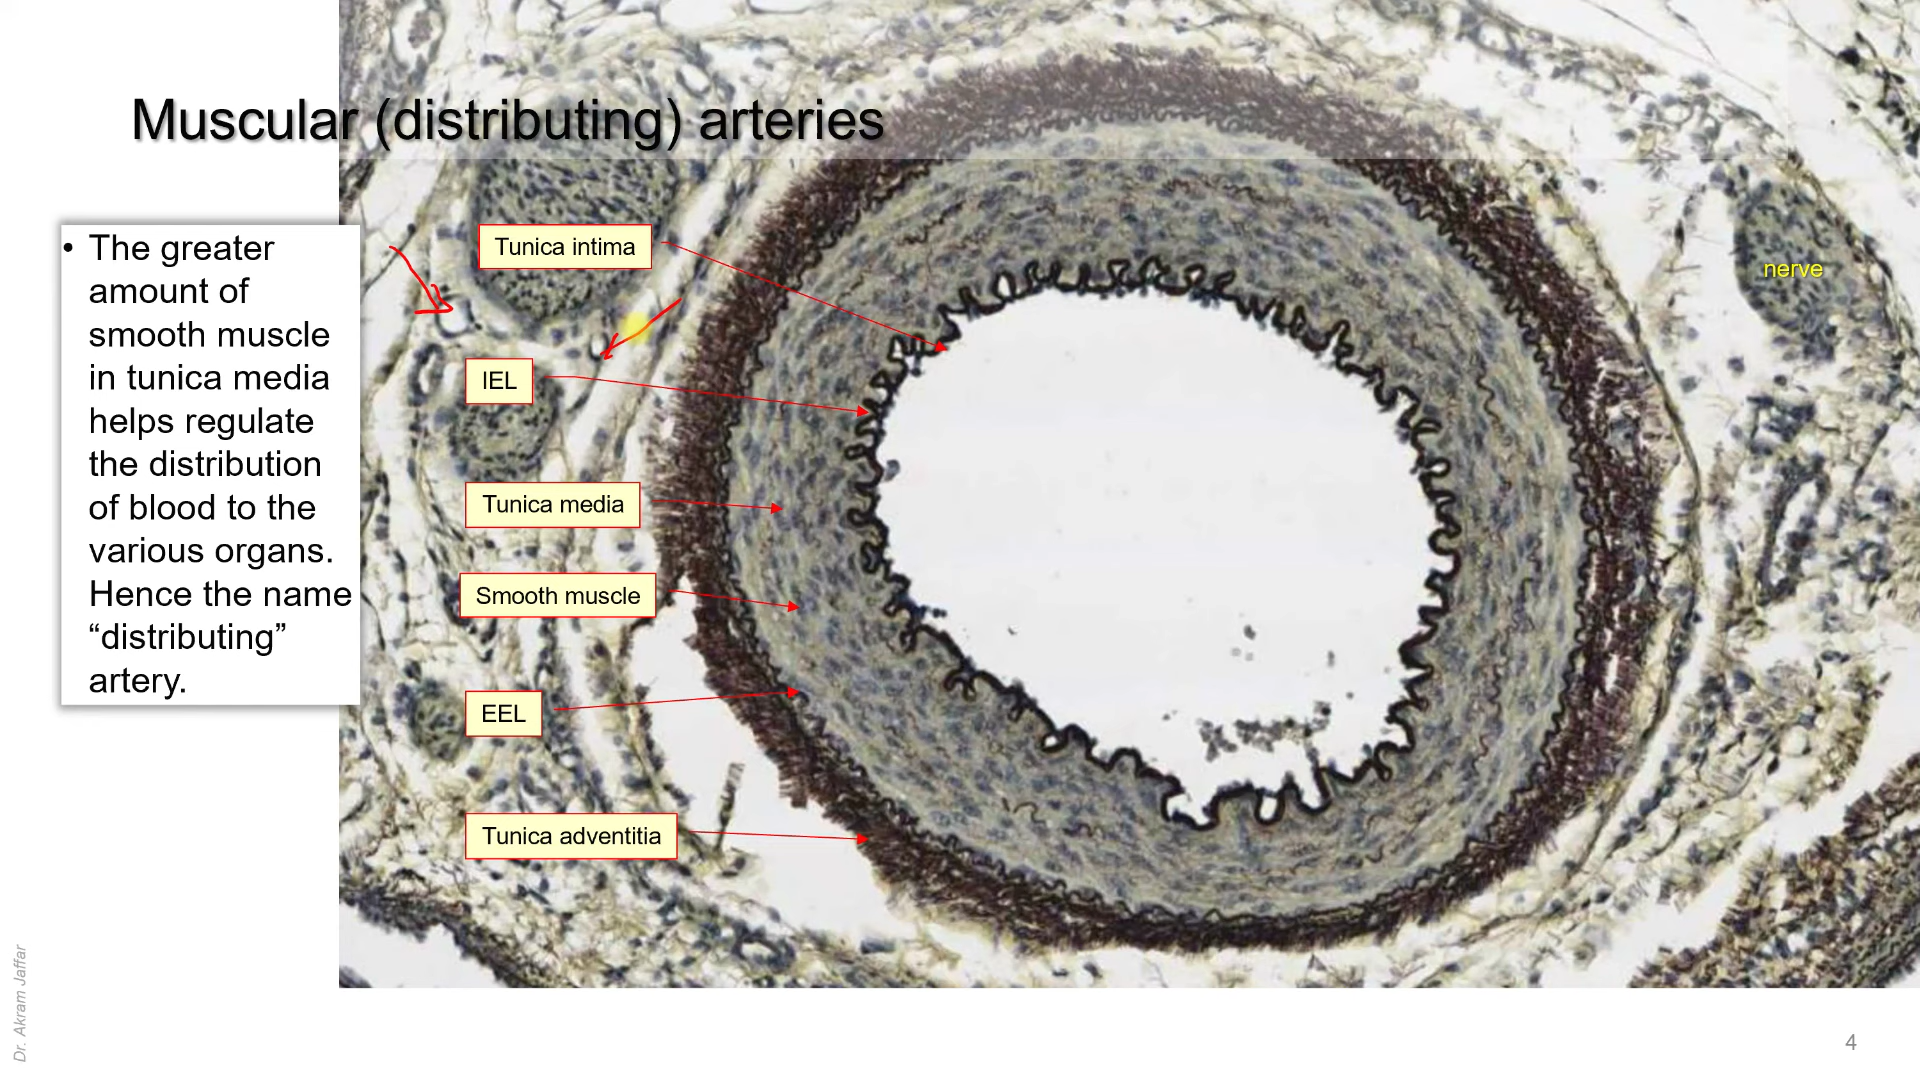 Muscular (distributing) arteries
• The greater
amount of
smooth muscle
in tunica media
helps regulate
the distribution
of blood to the
various organs.
Hence the name
“distributing”
artery.
Tunica intima
IEL
Tunica media
Smooth muscle
EEL
Tunica adventitia
nerve
Dr. Akram Jaffar
4